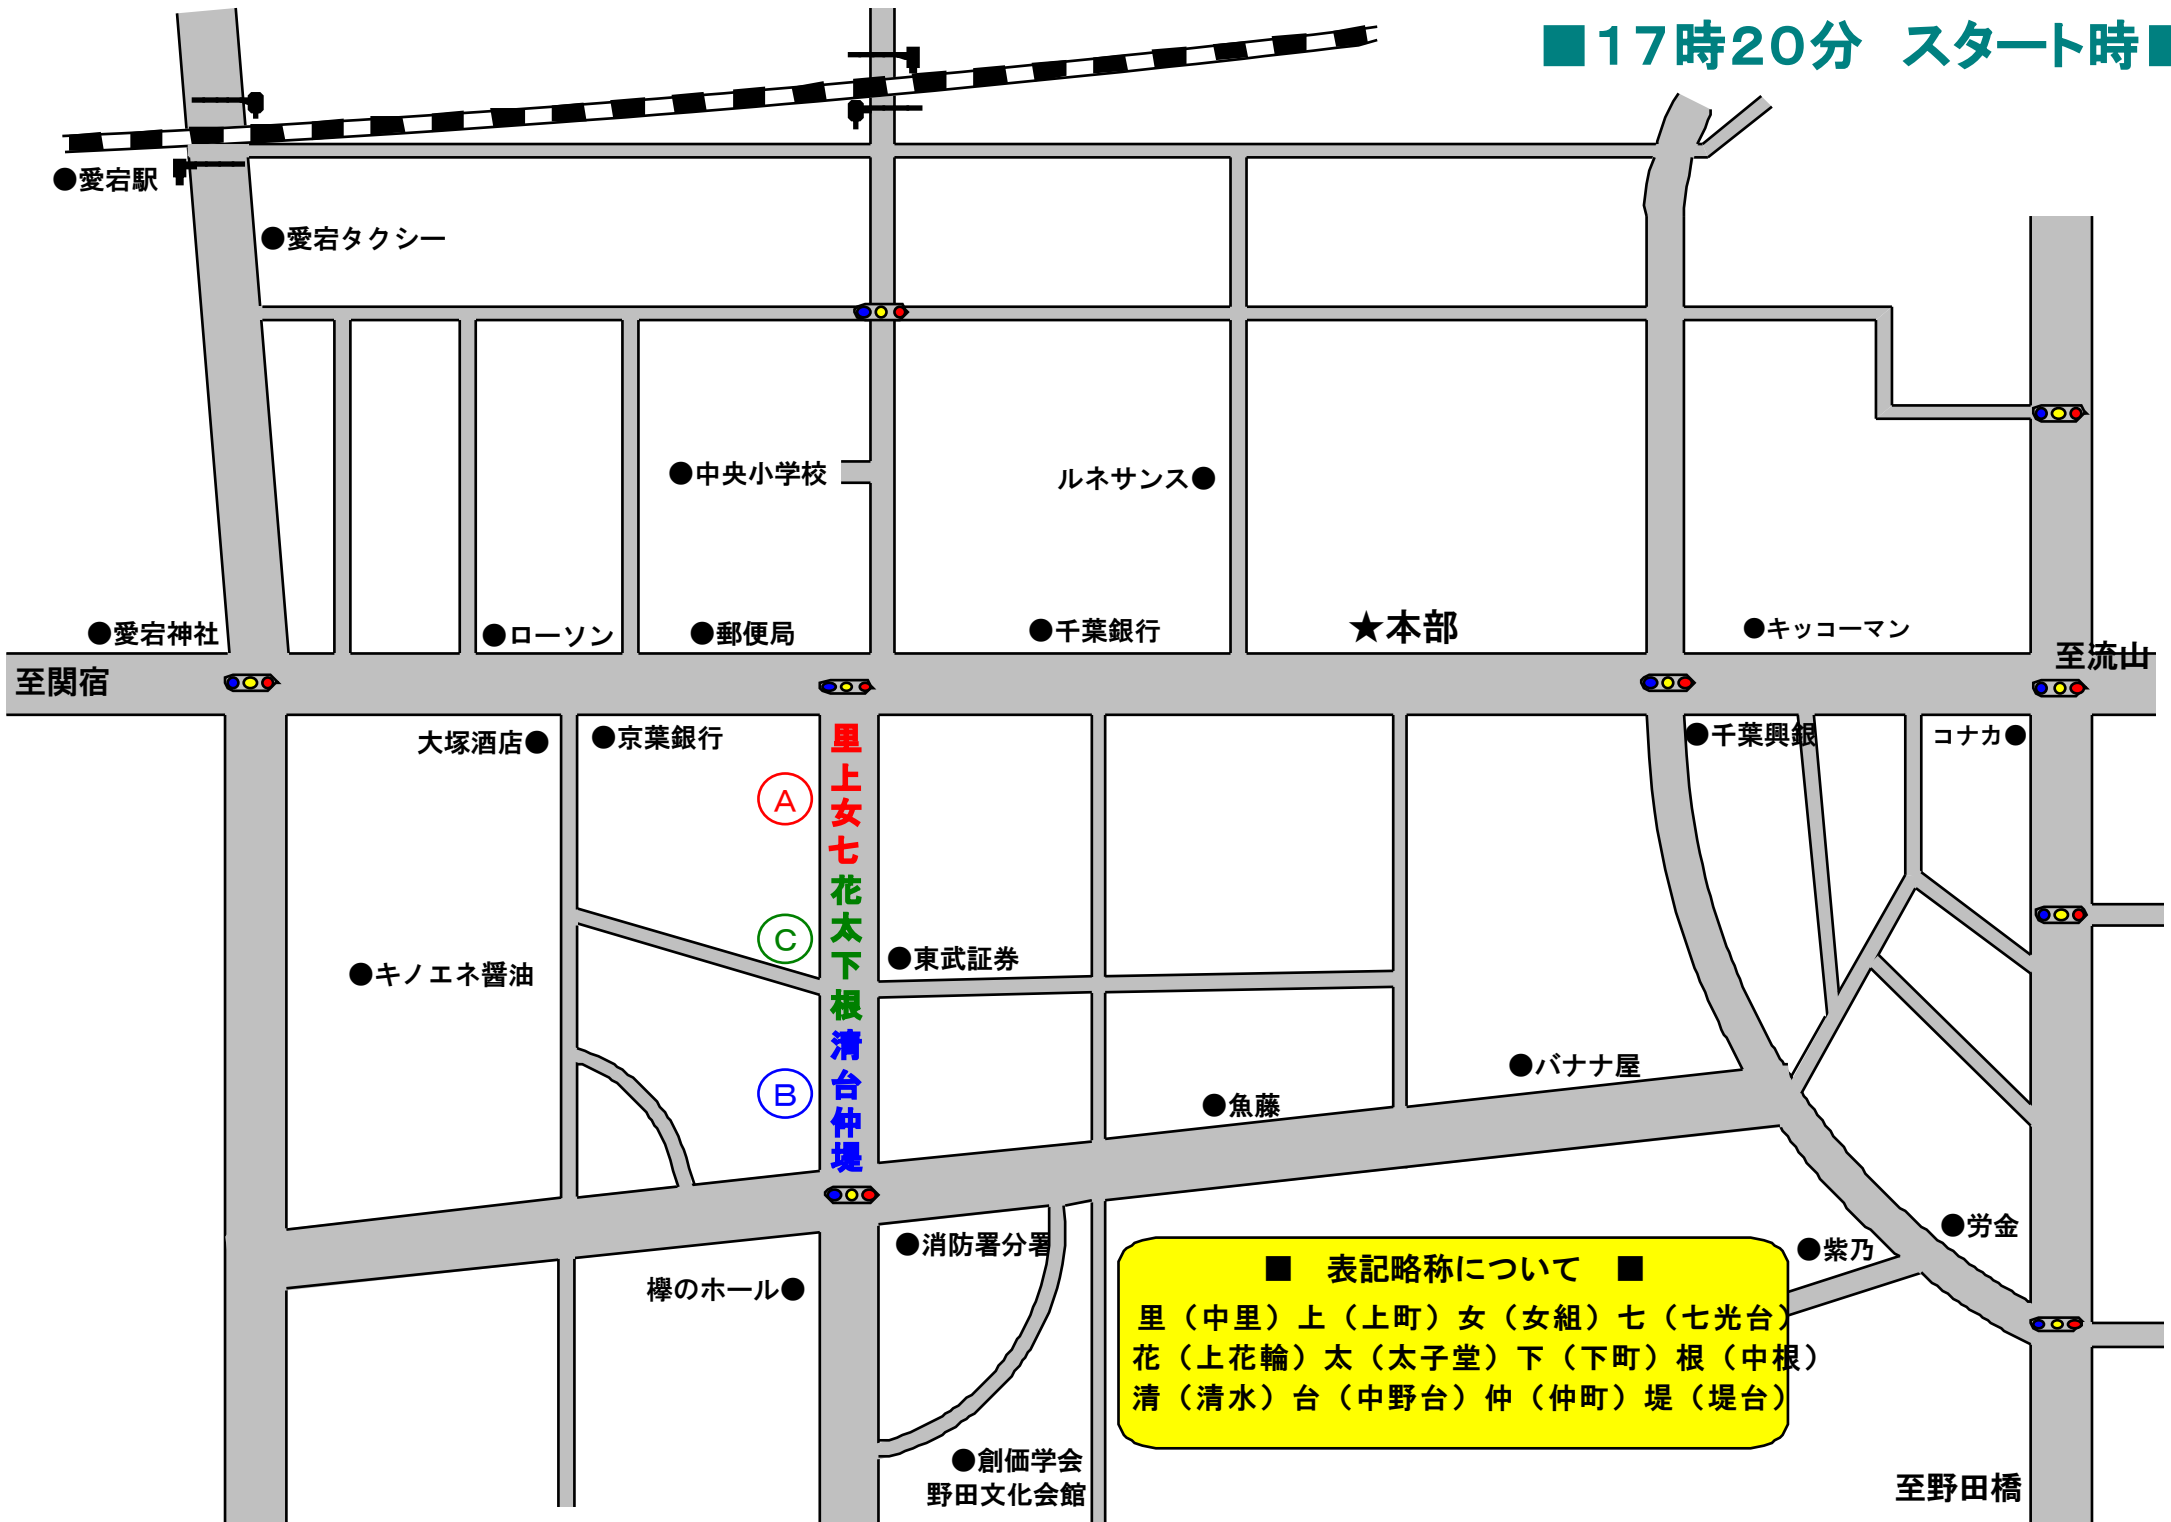 ■17時20分　スタート時■
●愛宕駅
●愛宕タクシー
●中央小学校
ルネサンス●
●愛宕神社
●ローソン
●郵便局
●千葉銀行
★本部
●キッコーマン
至関宿
至流山
大塚酒店●
●京葉銀行
●千葉興銀
コナカ●
里
上
女
七
花
太
下
根
清
台
仲
堤
A
C
B
●東武証券
●キノエネ醤油
●バナナ屋
●魚藤
●消防署分署
欅のホール●
●労金
●紫乃
■　表記略称について　■
里（中里）上（上町）女（女組）七（七光台）
花（上花輪）太（太子堂）下（下町）根（中根）
清（清水）台（中野台）仲（仲町）堤（堤台）
●創価学会
野田文化会館
至野田橋